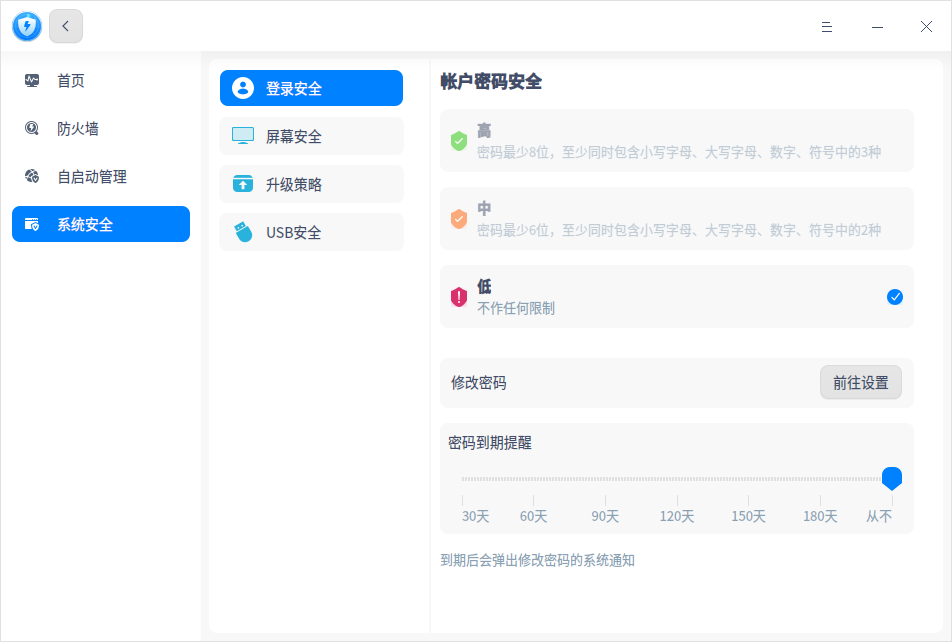 首页
防火墙
自启动管理
系统安全
登录安全
屏幕安全
升级策略
USB安全
帐户密码安全
高
密码最少8位，至少同时包含小写字母、大写字母、数字、符号中的3种
中
密码最少6位，至少同时包含小写字母、大写字母、数字、符号中的2种
低
不作任何限制
修改密码
前往设置
密码到期提醒
30天 60天 90天 120天 150天 180天 从不
到期后会弹出修改密码的系统通知